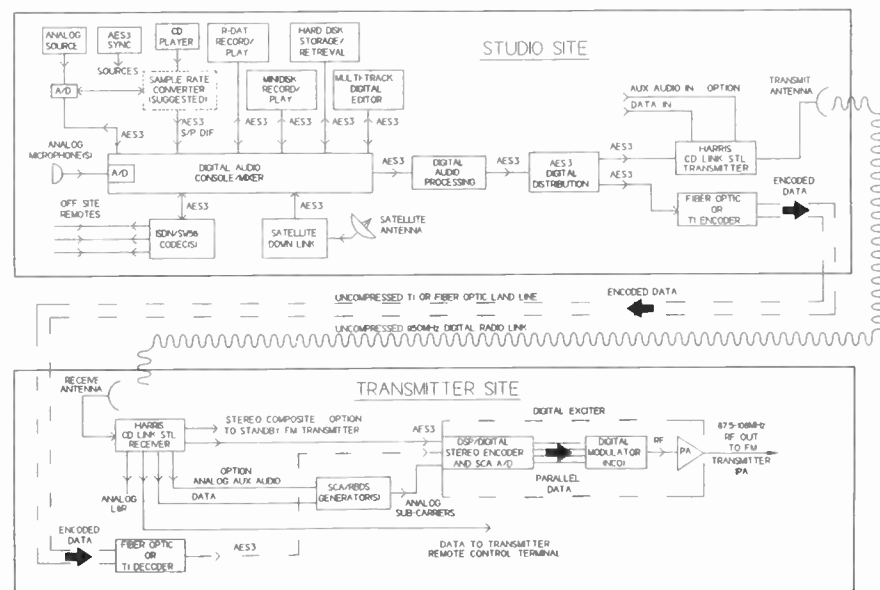 STUDIO SITE
ANALOG
SOURCE
AES3
SYNC
CD
PLAYER
R-DAT
RECORD/
PLAY
HARD DISK
STORAGE/
RETRIEVAL
SOURCES
A/D
SAMPLE RATE
CONVERTER
(SUGGESTED)
MINIDISK
RECORD/
PLAY
MULTI-TRACK
DIGITAL
EDITOR
AES3
AES3
S/P DIF
AES3
AES3
AES3
AES3
ANALOG
MICROPHONE(S)
A/D
DIGITAL AUDIO
CONSOLE/MIXER
AES3
DIGITAL
AUDIO
PROCESSING
AES3
AES3
DIGITAL
DISTRIBUTION
AES3
AES3
AUX AUDIO IN OPTION
DATA IN
TRANSMIT
ANTENNA
HARRIS
CD LINK STL
TRANSMITTER
FIBER OPTIC
OR
T1 ENCODER
ENCODED
DATA
OFF SITE
REMOTES
AES3
ISDN/SW56
CODEC(S)
AES3
SATELLITE
DOWN LINK
SATELLITE
ANTENNA
ENCODED DATA
UNCOMPRESSED T1 OR FIBER OPTIC LAND LINE
UNCOMPRESSED 950MHz DIGITAL RADIO LINK
TRANSMITTER SITE
RECEIVE
ANTENNA
HARRIS
CD LINK STL
RECEIVER
STEREO COMPOSITE OPTION
TO STANDBY FM TRANSMITTER
AES3
DIGITAL EXCITER
DSP/DIGITAL
STEREO ENCODER
AND SCA A/D
PARALLEL
DATA
DIGITAL
MODULATOR
(NCO)
RF
PA
87.5-108MHz
RF OUT
TO FM
TRANSMITTER
IPA
OPTION
ANALOG AUX AUDIO
DATA
SCA/RBDS
GENERATOR(S)
ANALOG
SUB-CARRIERS
ANALOG
L&R
DATA TO TRANSMITTER
REMOTE CONTROL TERMINAL
ENCODED
DATA
FIBER OPTIC
OR
T1 DECODER
AES3